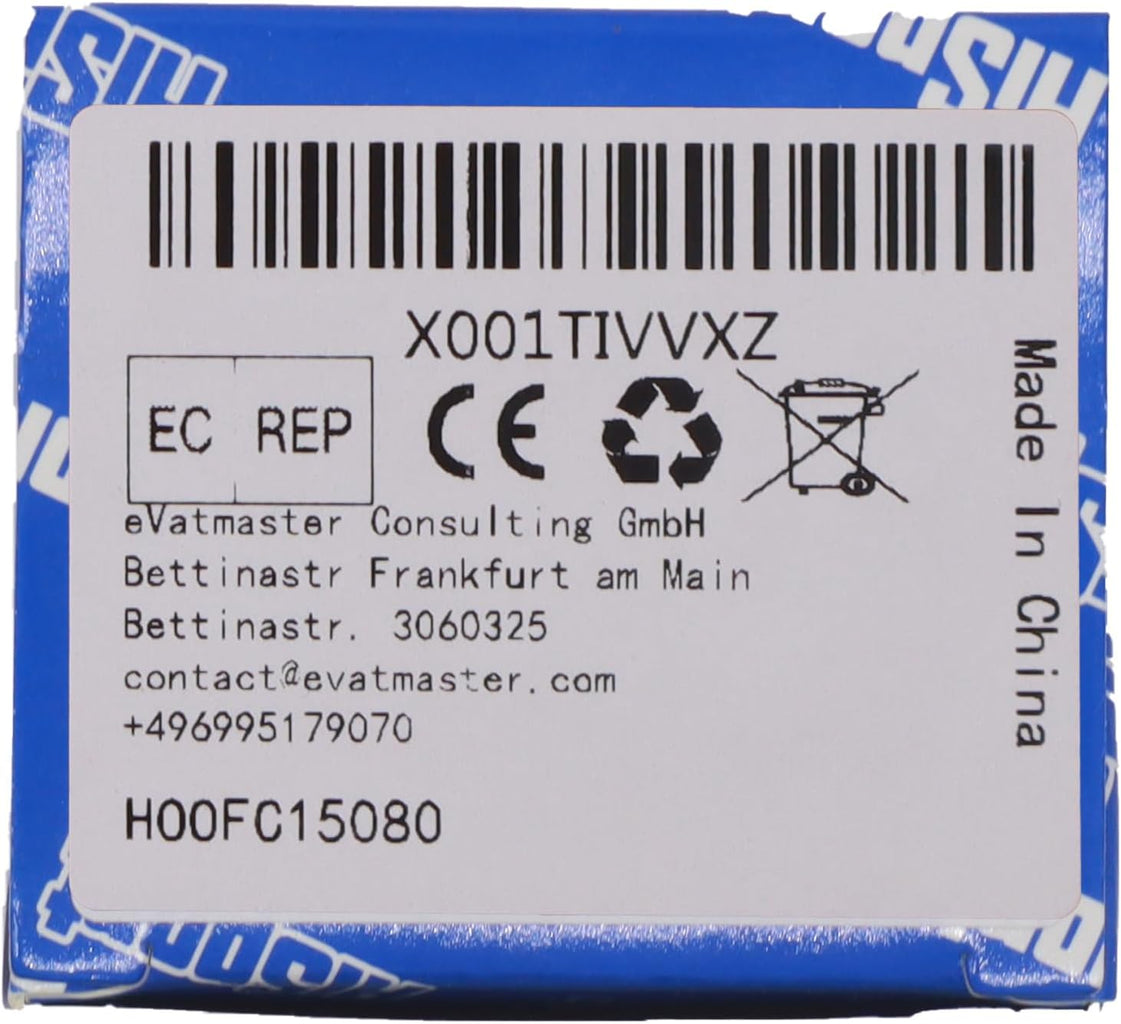 X001TIVVXZ
EC REP
CE
eVatmaster Consulting GmbH
Bettinastr Frankfurt am Main
Bettinastr. 3060325
contact@evatmaster.com
+496995179070
H00FC15080
Made In China